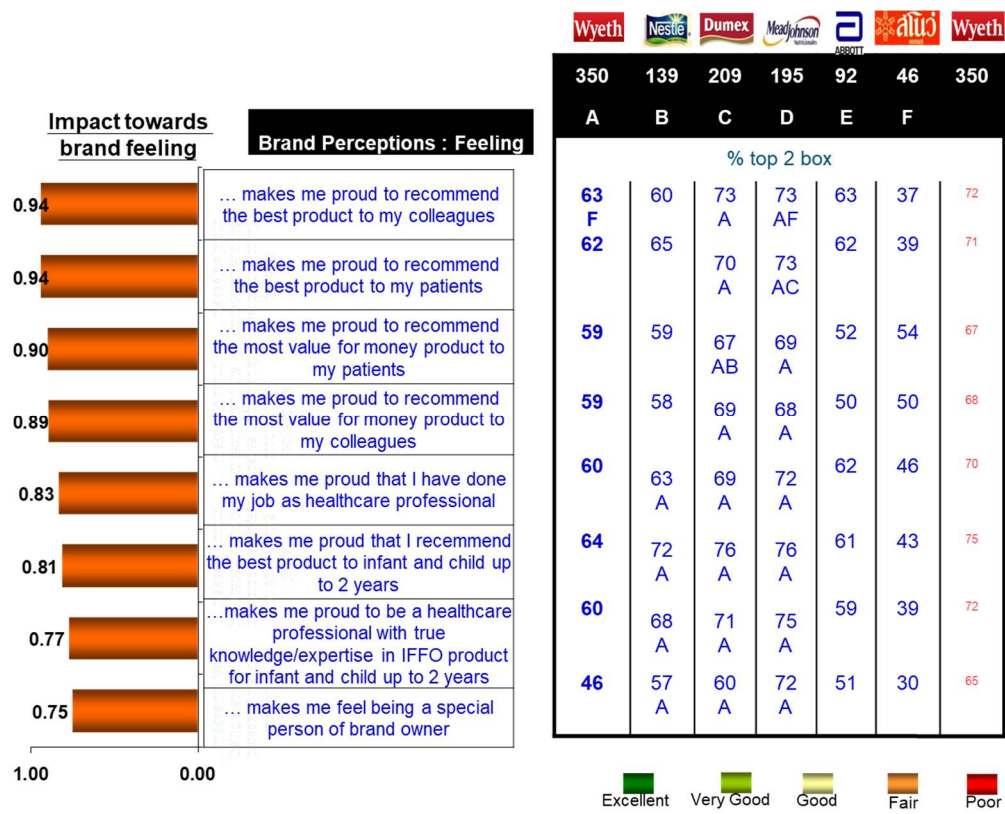 Wyeth Nestlé Dumex MeadJohnson ABBOTT สโนว์ Wyeth
Nutritionals
350 139 209 195 92 46 350
A B C D E F
Impact towards
brand feeling
Brand Perceptions : Feeling
% top 2 box
0.94
… makes me proud to recommend
the best product to my colleagues
63 60 73 73 63 37 72
F A AF
0.94
… makes me proud to recommend
the best product to my patients
62 65 70 73 62 39 71
A AC
0.90
… makes me proud to recommend
the most value for money product to
my patients
59 59 67 69 52 54 67
AB A
0.89
… makes me proud to recommend
the most value for money product to
my colleagues
59 58 69 68 50 50 68
A A
0.83
… makes me proud that I have done
my job as healthcare professional
60 63 69 72 62 46 70
A A A
0.81
… makes me proud that I recemmend
the best product to infant and child up
to 2 years
64 72 76 76 61 43 75
A A A
0.77
…makes me proud to be a healthcare
professional with true
knowledge/expertise in IFFO product
for infant and child up to 2 years
60 68 71 75 59 39 72
A A A
0.75
… makes me feel being a special
person of brand owner
46 57 60 72 51 30 65
A A A
1.00 0.00
Excellent Very Good Good Fair Poor